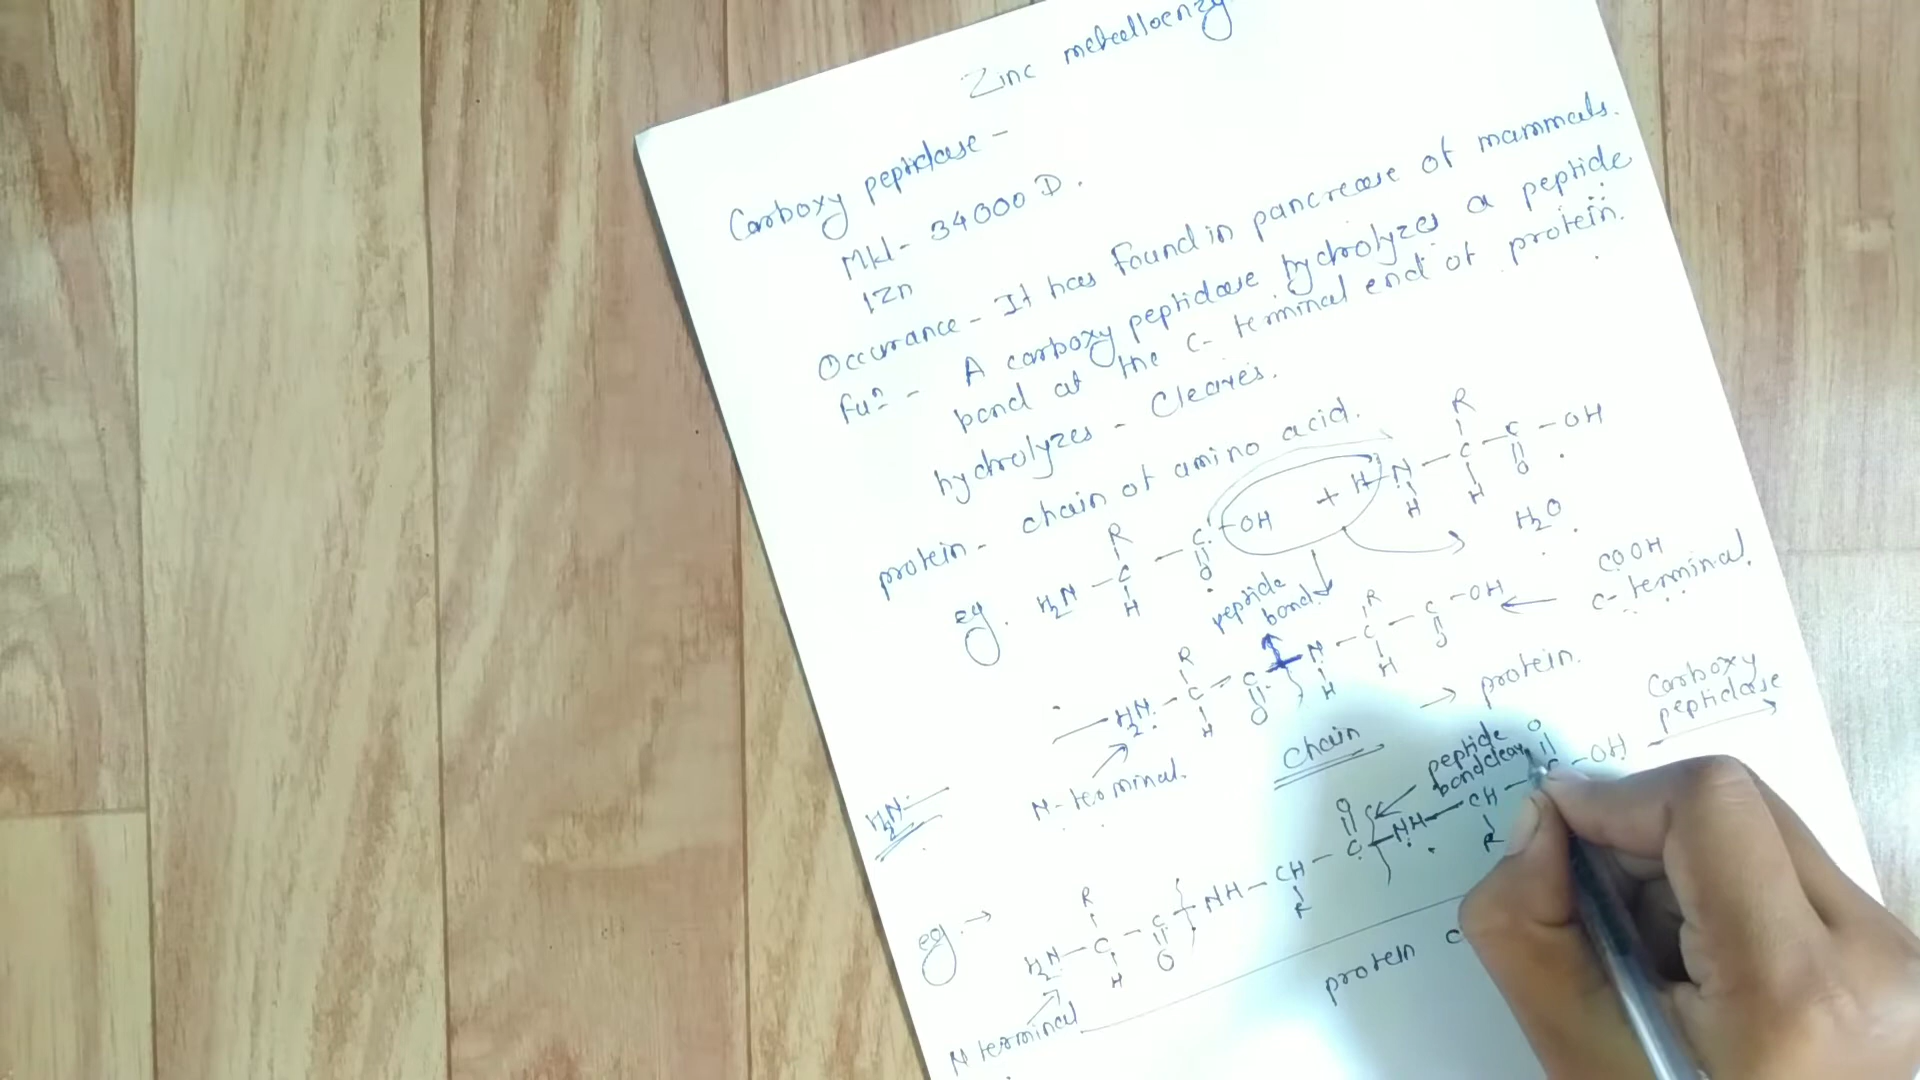 Zinc metalloenzy
Carboxy peptidase -
Mkl - 34000 D.
1Zn
Occurance - It has found in pancrease of mammals.
fuⁿ - A carboxy peptidase hydrolyzes a peptide
bond at the C- terminal end of protein.
hydrolyzes - Cleaves.
protein - chain of amino acid.
eg. H₂N - C - C - OH + H - N - C - C - OH
R H O H R H O
H₂O
peptide
bond.
COOH
C- terminal.
H₂N - C - C - N - C - C - OH
R H O H R H O
N- terminal.
chain → protein.
Carboxy
peptidase
H₂N
peptide
bond cleav
eg. → H₂N - C - C - NH - CH - C - NH - CH - C - OH
R H O R O R O
N terminal
protein c